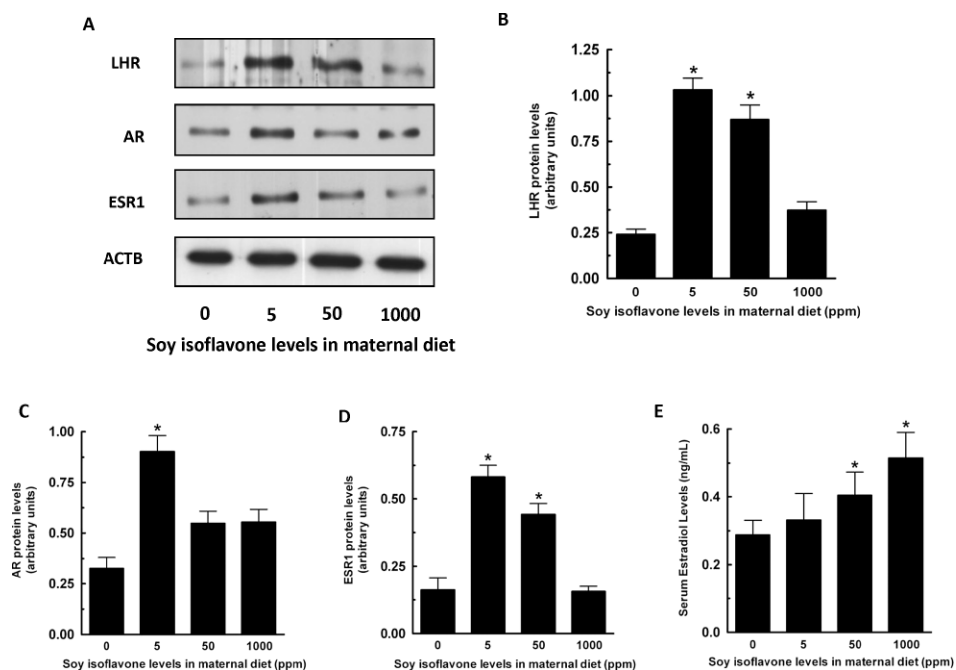 A
LHR
AR
ESR1
ACTB
0 5 50 1000
Soy isoflavone levels in maternal diet
B
LHR protein levels
(arbitrary units)
1.25
1.00
0.75
0.50
0.25
0.00
* *
0 5 50 1000
Soy isoflavone levels in maternal diet (ppm)
C
AR protein levels
(arbitrary units)
1.00
0.75
0.50
0.25
0.00
*
0 5 50 1000
Soy isoflavone levels in maternal diet (ppm)
D
ESR1 protein levels
(arbitrary units)
0.75
0.50
0.25
0.00
* *
0 5 50 1000
Soy isoflavone levels in maternal diet (ppm)
E
Serum Estradiol Levels (ng/mL)
0.6
0.4
0.2
0.0
* *
0 5 50 1000
Soy isoflavone levels in maternal diet (ppm)